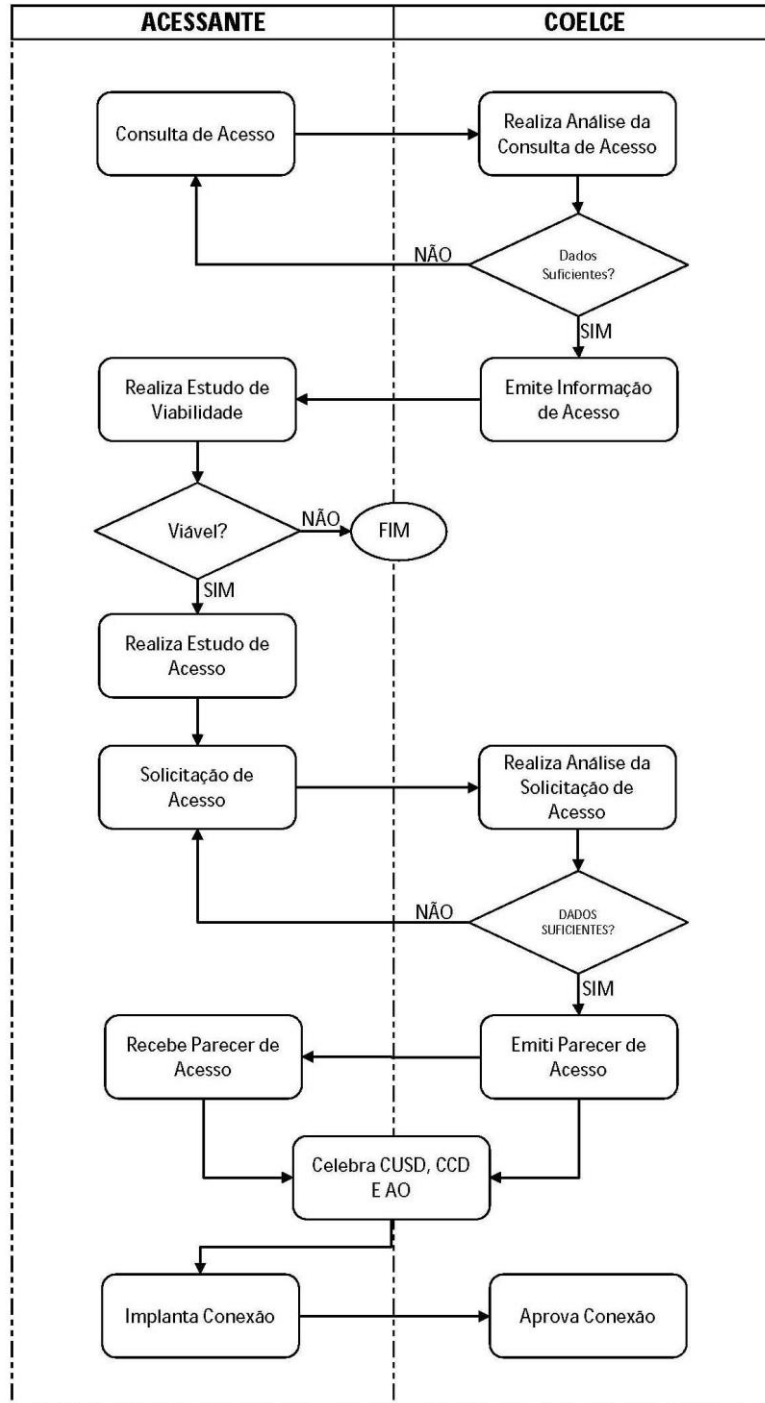 ACESSANTE
COELCE
Consulta de Acesso
Realiza Análise da
Consulta de Acesso
NÃO
Dados
Suficientes?
SIM
Realiza Estudo de
Viabilidade
Emite Informação
de Acesso
Viável?
NÃO
FIM
SIM
Realiza Estudo de
Acesso
Solicitação de
Acesso
Realiza Análise da
Solicitação de
Acesso
NÃO
DADOS
SUFICIENTES?
SIM
Recebe Parecer de
Acesso
Emiti Parecer de
Acesso
Celebra CUSD, CCD
E AO
Implanta Conexão
Aprova Conexão